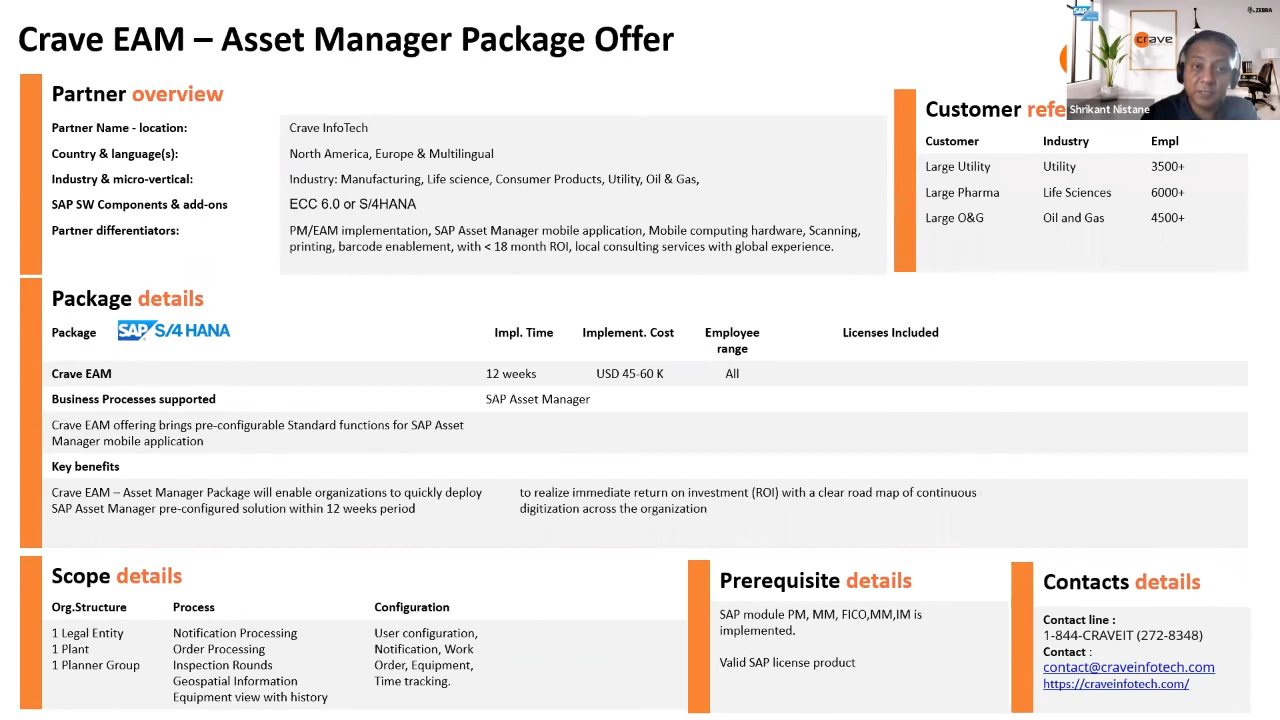 Crave EAM – Asset Manager Package Offer
SAP
ZEBRA
crave
Shrikant Nistane
Partner overview
Partner Name - location: Crave InfoTech
Country & language(s): North America, Europe & Multilingual
Industry & micro-vertical: Industry: Manufacturing, Life science, Consumer Products, Utility, Oil & Gas,
SAP SW Components & add-ons ECC 6.0 or S/4HANA
Partner differentiators: PM/EAM implementation, SAP Asset Manager mobile application, Mobile computing hardware, Scanning,
printing, barcode enablement, with < 18 month ROI, local consulting services with global experience.
Customer refe
Customer Industry Empl
Large Utility Utility 3500+
Large Pharma Life Sciences 6000+
Large O&G Oil and Gas 4500+
Package details
Package SAP S/4 HANA Impl. Time Implement. Cost Employee Licenses Included
range
Crave EAM 12 weeks USD 45-60 K All
Business Processes supported SAP Asset Manager
Crave EAM offering brings pre-configurable Standard functions for SAP Asset
Manager mobile application
Key benefits
Crave EAM – Asset Manager Package will enable organizations to quickly deploy
SAP Asset Manager pre-configured solution within 12 weeks period
to realize immediate return on investment (ROI) with a clear road map of continuous
digitization across the organization
Scope details
Org.Structure Process Configuration
1 Legal Entity Notification Processing User configuration,
1 Plant Order Processing Notification, Work
1 Planner Group Inspection Rounds Order, Equipment,
Geospatial Information Time tracking.
Equipment view with history
Prerequisite details
SAP module PM, MM, FICO,MM,IM is
implemented.
Valid SAP license product
Contacts details
Contact line :
1-844-CRAVEIT (272-8348)
Contact :
contact@craveinfotech.com
https://craveinfotech.com/